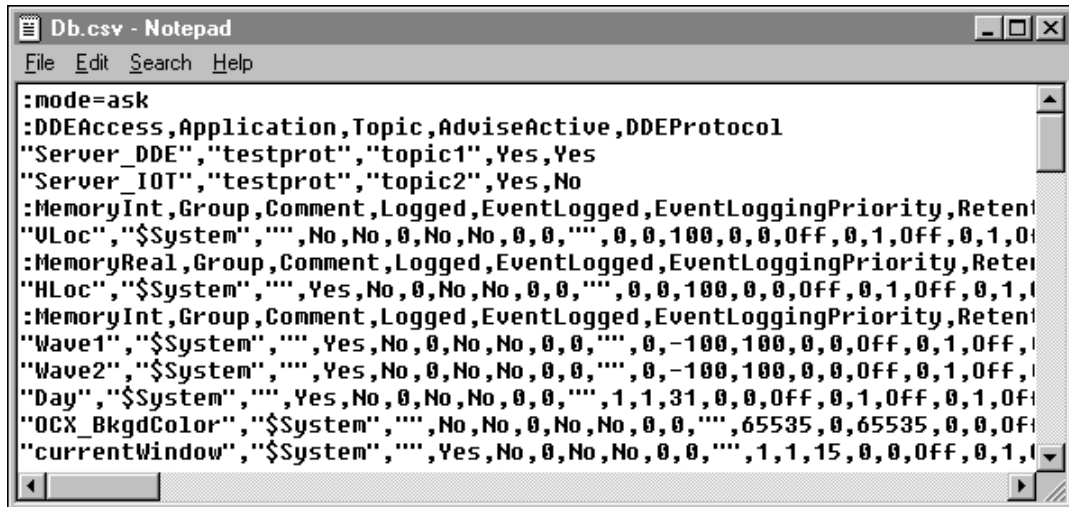 Db.csv - Notepad
File Edit Search Help
:mode=ask
:DDEAccess,Application,Topic,AdviseActive,DDEProtocol
"Server_DDE","testprot","topic1",Yes,Yes
"Server_IOT","testprot","topic2",Yes,No
:MemoryInt,Group,Comment,Logged,EventLogged,EventLoggingPriority,Retent
"VLoc","$System","",No,No,0,No,No,0,0,"",0,0,100,0,0,Off,0,1,Off,0,1,Of
:MemoryReal,Group,Comment,Logged,EventLogged,EventLoggingPriority,Reten
"HLoc","$System","",Yes,No,0,No,No,0,0,"",0,0,100,0,0,Off,0,1,Off,0,1,
:MemoryInt,Group,Comment,Logged,EventLogged,EventLoggingPriority,Retent
"Wave1","$System","",Yes,No,0,No,No,0,0,"",0,-100,100,0,0,Off,0,1,Off,
"Wave2","$System","",Yes,No,0,No,No,0,0,"",0,-100,100,0,0,Off,0,1,Off,
"Day","$System","",Yes,No,0,No,No,0,0,"",1,1,31,0,0,Off,0,1,Off,0,1,Of
"OCX_BkgdColor","$System","",No,No,0,No,No,0,0,"",65535,0,65535,0,0,Of
"currentWindow","$System","",Yes,No,0,No,No,0,0,"",1,1,15,0,0,Off,0,1,